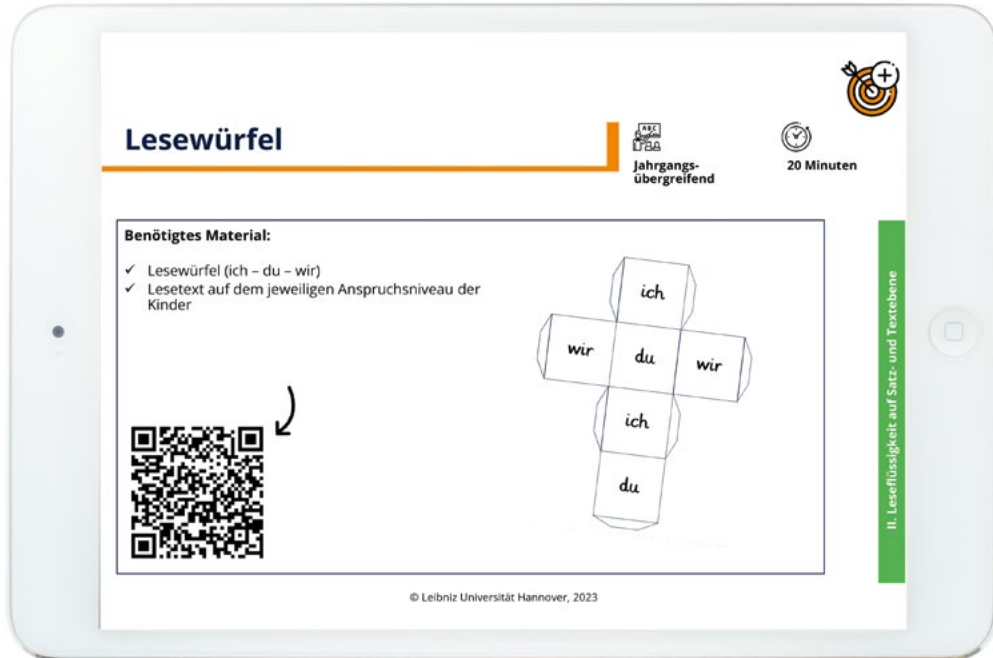 Lesewürfel
ABC
Jahrgangs-
übergreifend
20 Minuten
Benötigtes Material:
✓ Lesewürfel (ich – du – wir)
✓ Lesetext auf dem jeweiligen Anspruchsniveau der
Kinder
ich
wir du wir
ich
du
II. Leseflüssigkeit auf Satz- und Textebene
© Leibniz Universität Hannover, 2023